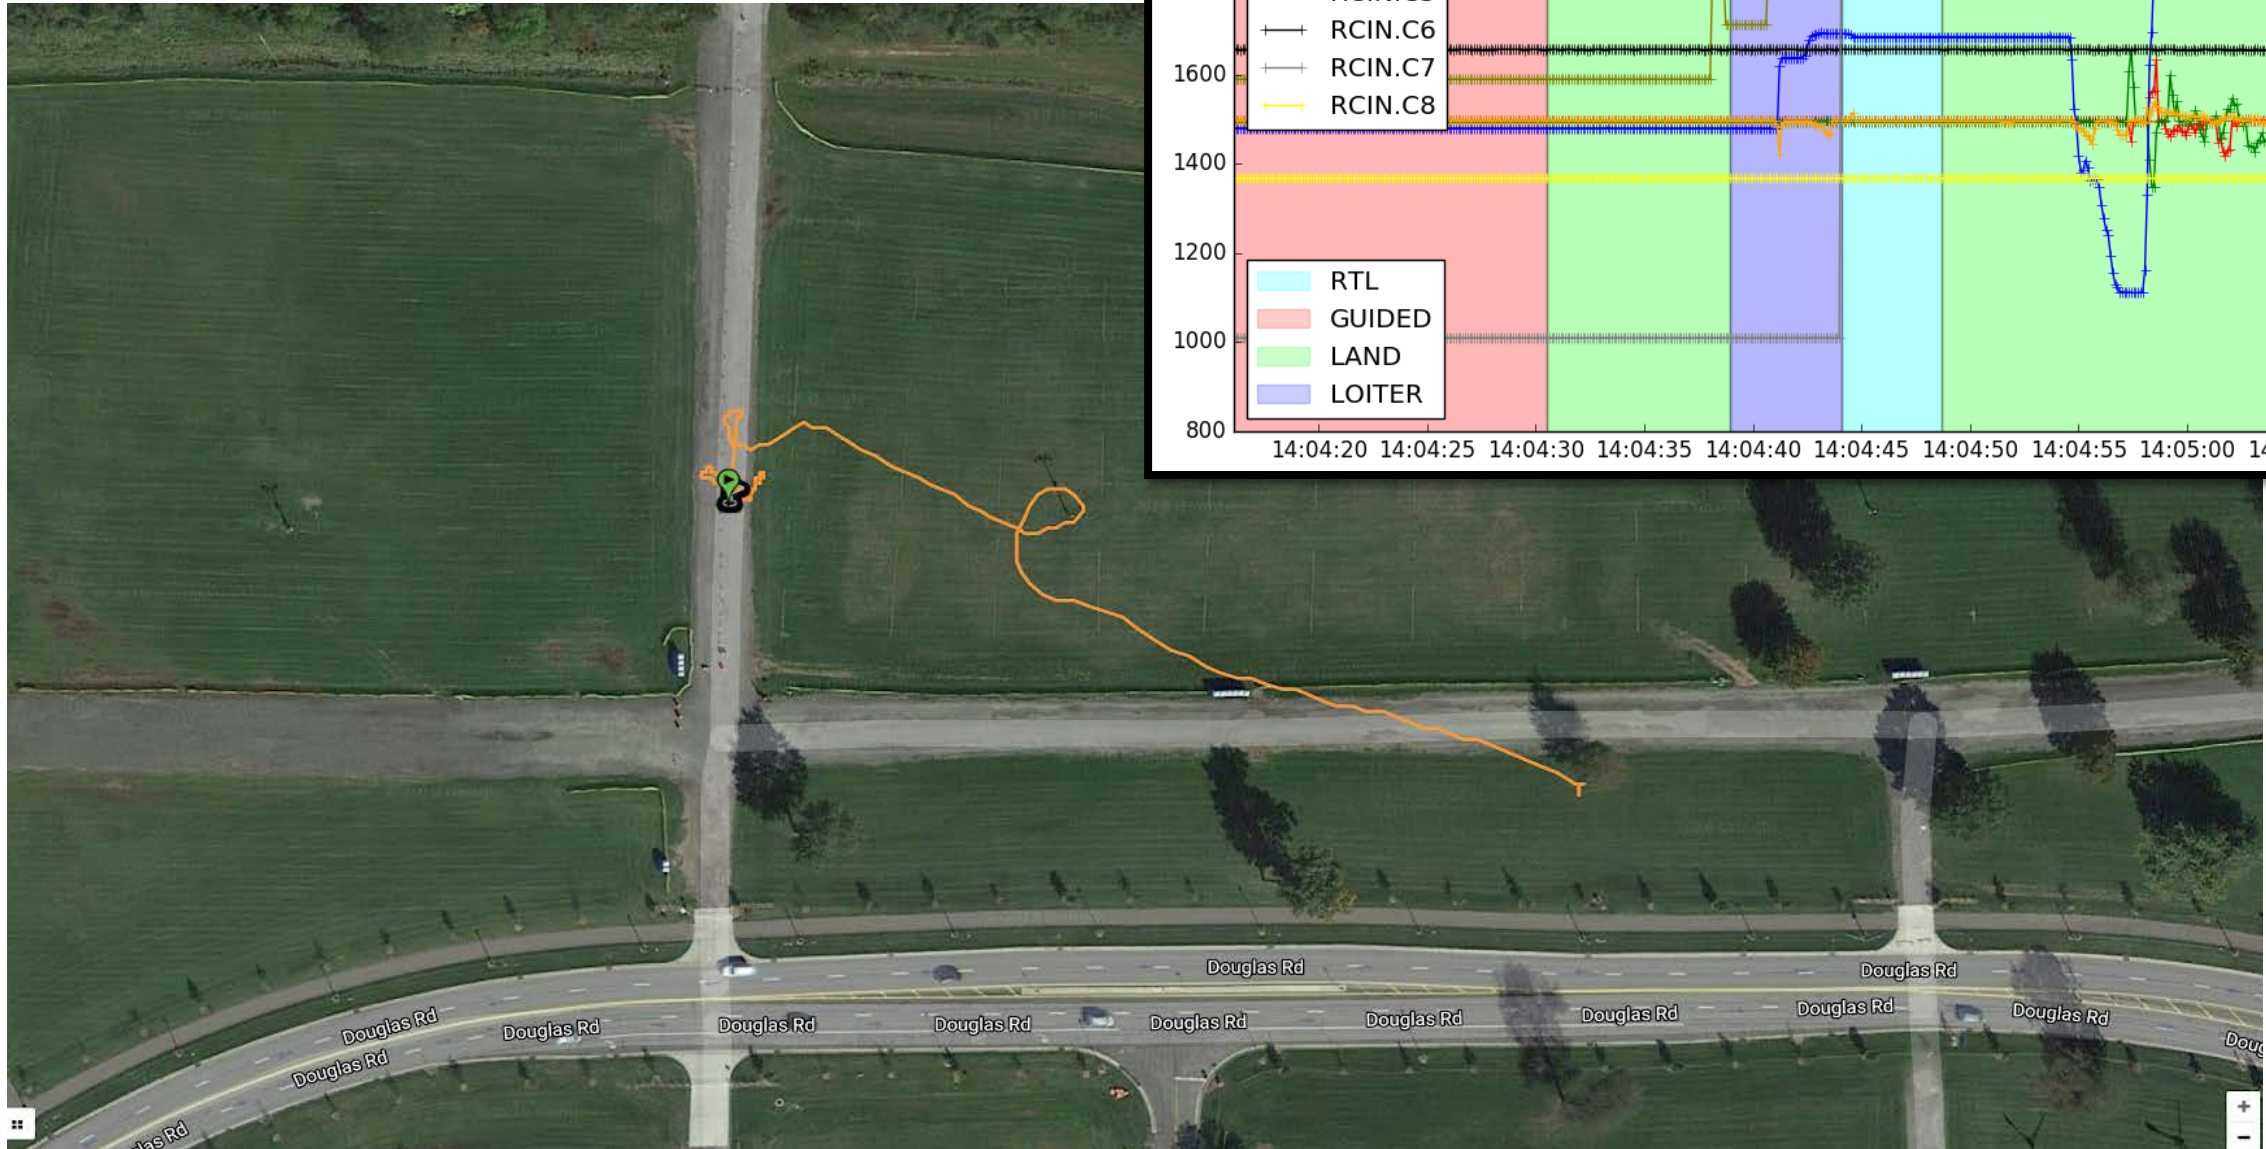 RCIN.C6
RCIN.C7
RCIN.C8
1600
1400
1200
1000
800
RTL
GUIDED
LAND
LOITER
14:04:20 14:04:25 14:04:30 14:04:35 14:04:40 14:04:45 14:04:50 14:04:55 14:05:00
Douglas Rd
Douglas Rd
Douglas Rd
Douglas Rd
Douglas Rd
Douglas Rd
Douglas Rd
Douglas Rd
Douglas Rd
Douglas Rd
Douglas Rd
Douglas Rd
Doug
las Rd
+
−